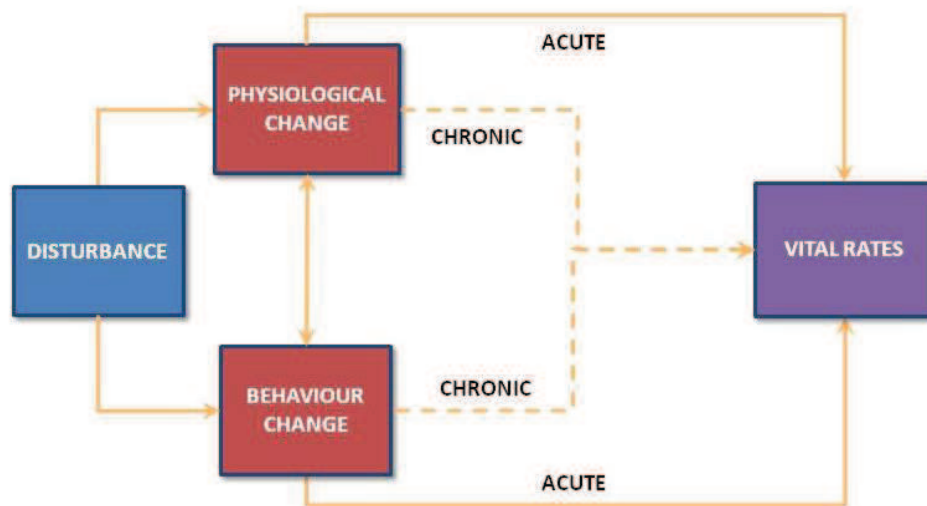 ACUTE
PHYSIOLOGICAL
CHANGE
CHRONIC
DISTURBANCE
VITAL RATES
BEHAVIOUR
CHANGE
CHRONIC
ACUTE